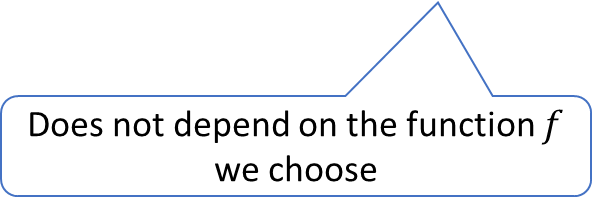 Does not depend on the function f
we choose